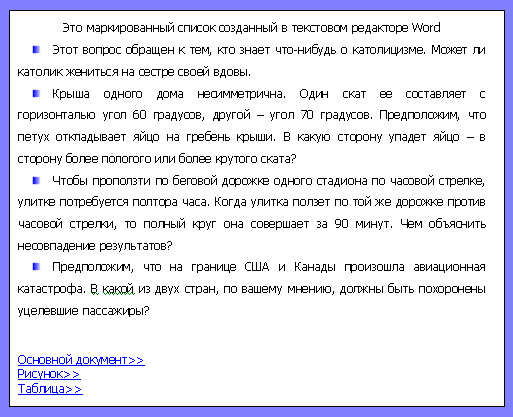 Это маркированный список созданный в текстовом редакторе Word
Этот вопрос обращен к тем, кто знает что-нибудь о католицизме. Может ли
католик жениться на сестре своей вдовы.
Крыша одного дома несимметрична. Один скат ее составляет с
горизонталью угол 60 градусов, другой – угол 70 градусов. Предположим, что
петух откладывает яйцо на гребень крыши. В какую сторону упадет яйцо – в
сторону более пологого или более крутого ската?
Чтобы проползти по беговой дорожке одного стадиона по часовой стрелке,
улитке потребуется полтора часа. Когда улитка ползет по той же дорожке против
часовой стрелки, то полный круг она совершает за 90 минут. Чем объяснить
несовпадение результатов?
Предположим, что на границе США и Канады произошла авиационная
катастрофа. В какой из двух стран, по вашему мнению, должны быть похоронены
уцелевшие пассажиры?
Основной документ>>
Рисунок>>
Таблица>>